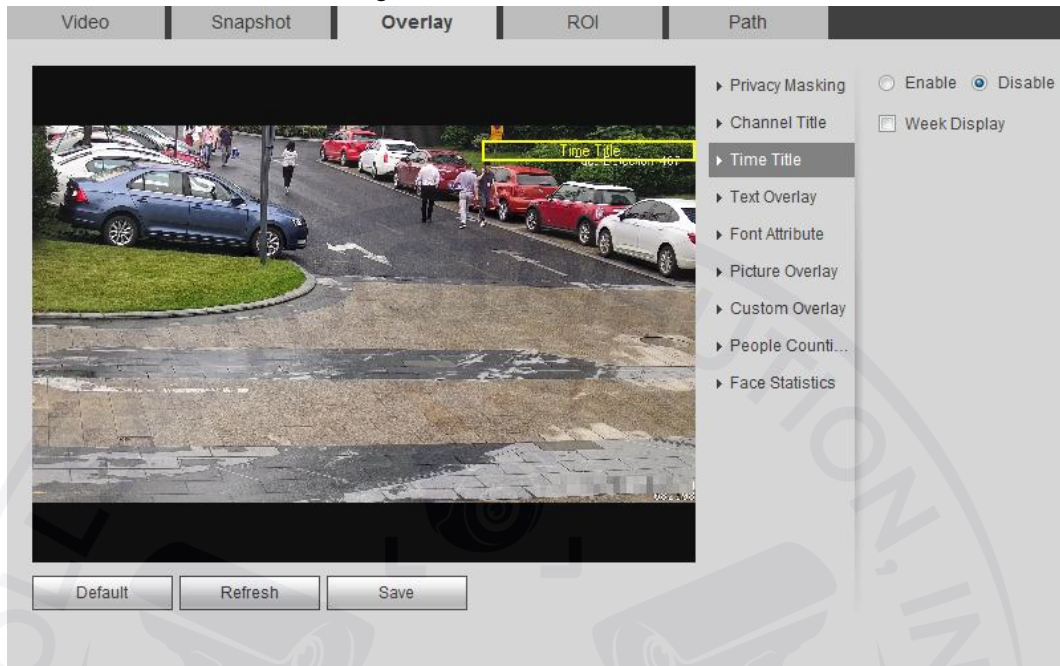 Video Snapshot Overlay ROI Path
Privacy Masking
Enable Disable
Channel Title
Week Display
Time Title
Time Title
Text Overlay
Font Attribute
Picture Overlay
Custom Overlay
People Counti...
Face Statistics
Default Refresh Save